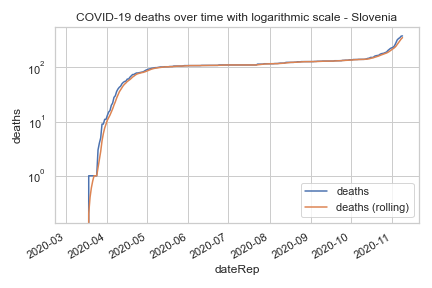 COVID-19 deaths over time with logarithmic scale - Slovenia
deaths
10²
10¹
10⁰
deaths
deaths (rolling)
2020-03
2020-04
2020-05
2020-06
2020-07
2020-08
2020-09
2020-10
2020-11
dateRep